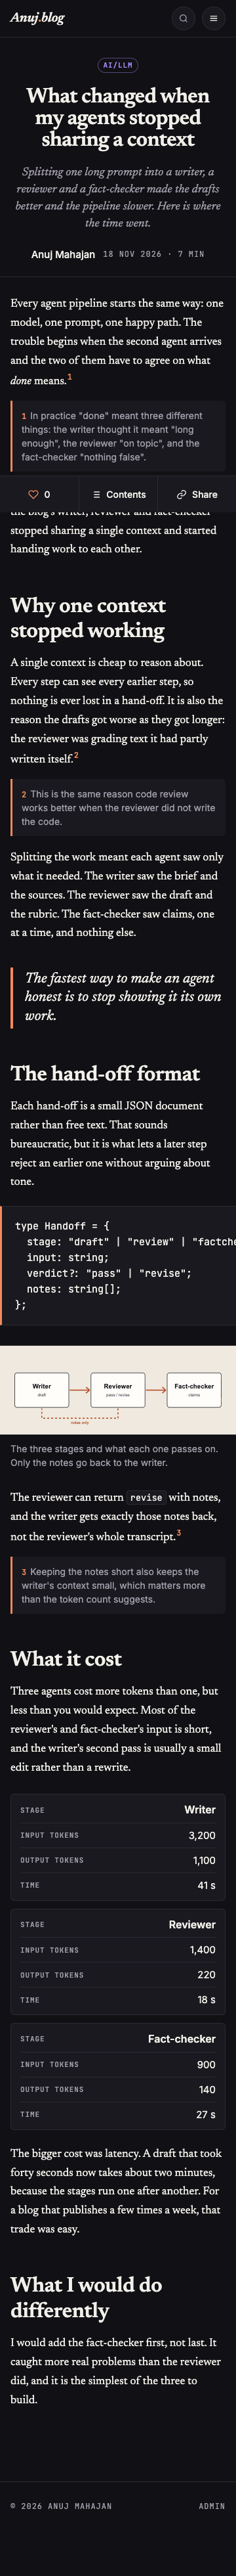 Anuj.blog
AI/LLM
What changed when
my agents stopped
sharing a context
Splitting one long prompt into a writer, a
reviewer and a fact-checker made the drafts
better and the pipeline slower. Here is where
the time went.
Anuj Mahajan 18 NOV 2026 · 7 MIN
Every agent pipeline starts the same way: one
model, one prompt, one happy path. The
trouble begins when the second agent arrives
and the two of them have to agree on what
done means.1
1 In practice "done" meant three different
things: the writer thought it meant "long
enough", the reviewer "on topic", and the
fact-checker "nothing false".
0 Contents Share
the blog's writer, reviewer and fact-checker
stopped sharing a single context and started
handing work to each other.
Why one context
stopped working
A single context is cheap to reason about.
Every step can see every earlier step, so
nothing is ever lost in a hand-off. It is also the
reason the drafts got worse as they got longer:
the reviewer was grading text it had partly
written itself.2
2 This is the same reason code review
works better when the reviewer did not write
the code.
Splitting the work meant each agent saw only
what it needed. The writer saw the brief and
the sources. The reviewer saw the draft and
the rubric. The fact-checker saw claims, one
at a time, and nothing else.
The fastest way to make an agent
honest is to stop showing it its own
work.
The hand-off format
Each hand-off is a small JSON document
rather than free text. That sounds
bureaucratic, but it is what lets a later step
reject an earlier one without arguing about
tone.
type Handoff = {
stage: "draft" | "review" | "factche
input: string;
verdict?: "pass" | "revise";
notes: string[];
};
Writer Reviewer Fact-checker
draft pass / revise claims
notes only
The three stages and what each one passes on.
Only the notes go back to the writer.
The reviewer can return revise with notes,
and the writer gets exactly those notes back,
not the reviewer's whole transcript.3
3 Keeping the notes short also keeps the
writer's context small, which matters more
than the token count suggests.
What it cost
Three agents cost more tokens than one, but
less than you would expect. Most of the
reviewer's and fact-checker's input is short,
and the writer's second pass is usually a small
edit rather than a rewrite.
STAGE Writer
INPUT TOKENS 3,200
OUTPUT TOKENS 1,100
TIME 41 s
STAGE Reviewer
INPUT TOKENS 1,400
OUTPUT TOKENS 220
TIME 18 s
STAGE Fact-checker
INPUT TOKENS 900
OUTPUT TOKENS 140
TIME 27 s
The bigger cost was latency. A draft that took
forty seconds now takes about two minutes,
because the stages run one after another. For
a blog that publishes a few times a week, that
trade was easy.
What I would do
differently
I would add the fact-checker first, not last. It
caught more real problems than the reviewer
did, and it is the simplest of the three to
build.
© 2026 ANUJ MAHAJAN ADMIN